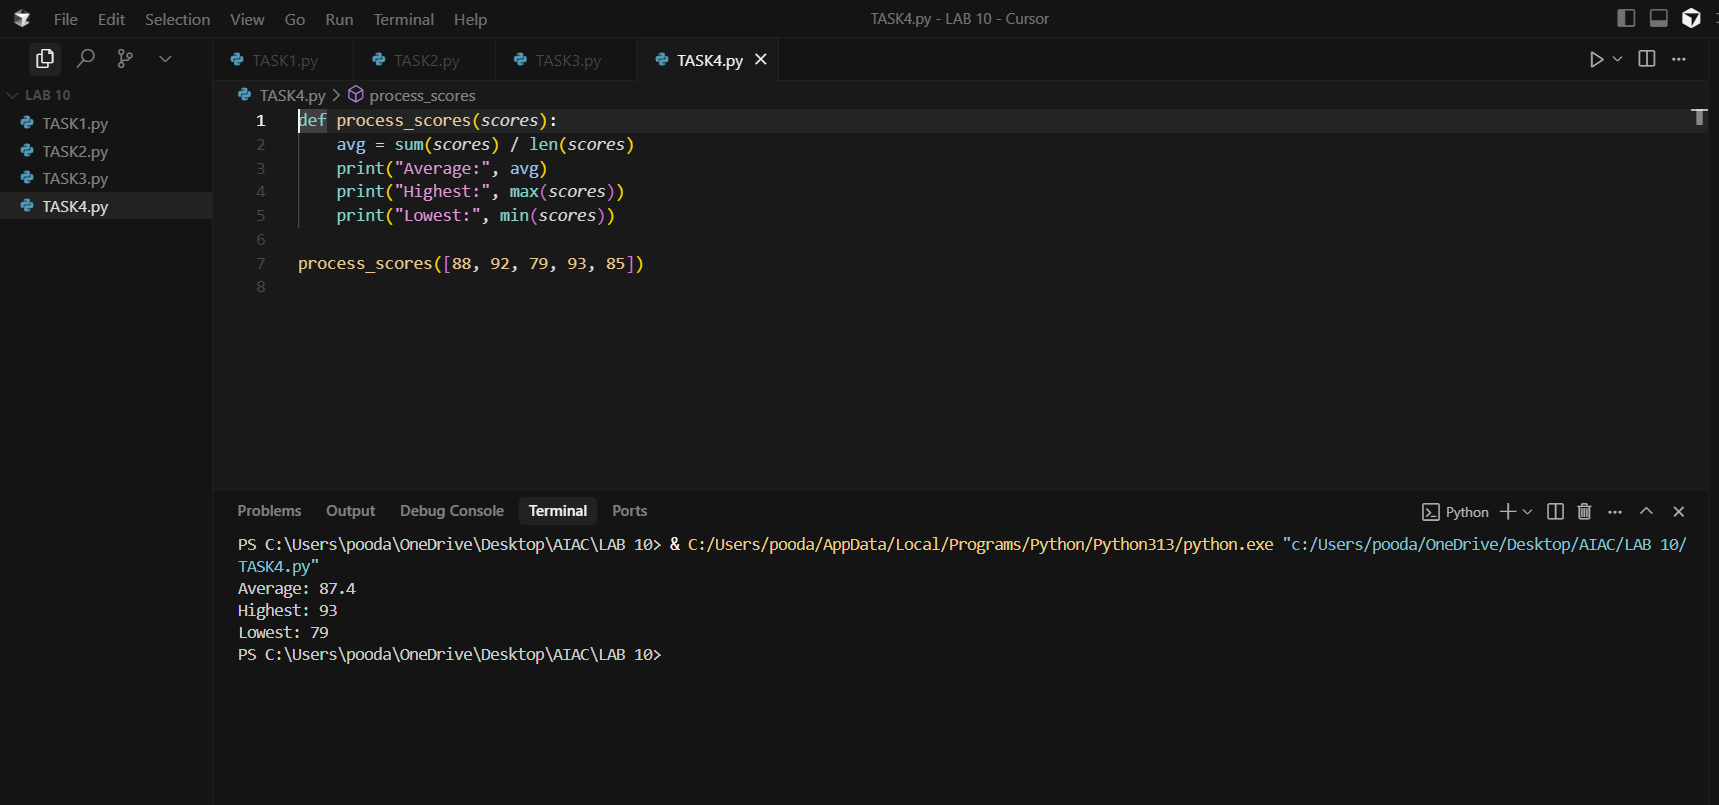 File Edit Selection View Go Run Terminal Help
TASK4.py - LAB 10 - Cursor
TASK1.py TASK2.py TASK3.py TASK4.py
LAB 10
TASK1.py
TASK2.py
TASK3.py
TASK4.py
TASK4.py > process_scores
1 def process_scores(scores):
2     avg = sum(scores) / len(scores)
3     print("Average:", avg)
4     print("Highest:", max(scores))
5     print("Lowest:", min(scores))
6
7 process_scores([88, 92, 79, 93, 85])
8
Problems Output Debug Console Terminal Ports
Python
PS C:\Users\pooda\OneDrive\Desktop\AIAC\LAB 10> & C:/Users/pooda/AppData/Local/Programs/Python/Python313/python.exe "c:/Users/pooda/OneDrive/Desktop/AIAC/LAB 10/
TASK4.py"
Average: 87.4
Highest: 93
Lowest: 79
PS C:\Users\pooda\OneDrive\Desktop\AIAC\LAB 10>